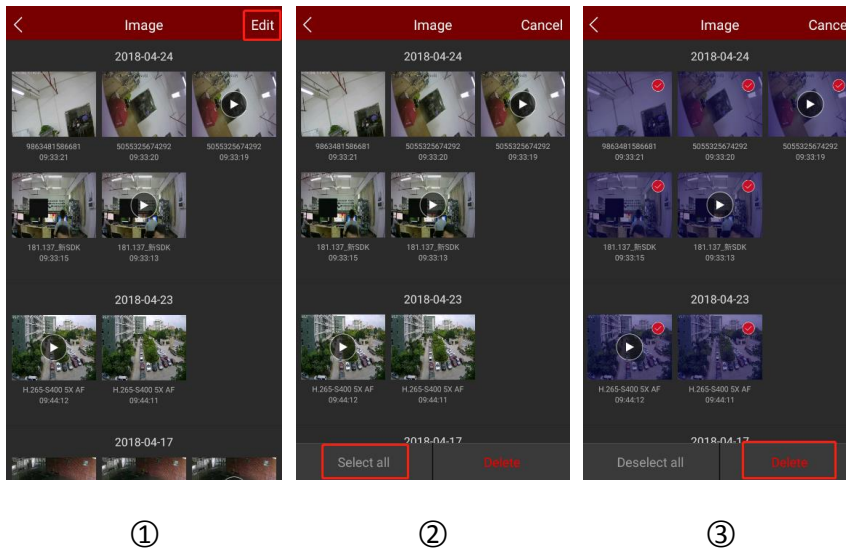 Image
Edit
2018-04-24
9863481586681
09:33:21
5055325674292
09:33:20
5055325674292
09:33:19
181.137_新SDK
09:33:15
181.137_新SDK
09:33:13
2018-04-23
H.265-S400 5X AF
09:44:12
H.265-S400 5X AF
09:44:11
2018-04-17
①
Image
Cancel
2018-04-24
9863481586681
09:33:21
5055325674292
09:33:20
5055325674292
09:33:19
181.137_新SDK
09:33:15
181.137_新SDK
09:33:13
2018-04-23
H.265-S400 5X AF
09:44:12
H.265-S400 5X AF
09:44:11
2018-04-17
Select all
Delete
②
Image
Cance
2018-04-24
9863481586681
09:33:21
5055325674292
09:33:20
5055325674292
09:33:19
181.137_新SDK
09:33:15
181.137_新SDK
09:33:13
2018-04-23
H.265-S400 5X AF
09:44:12
H.265-S400 5X AF
09:44:11
2018-04-17
Deselect all
Delete
③